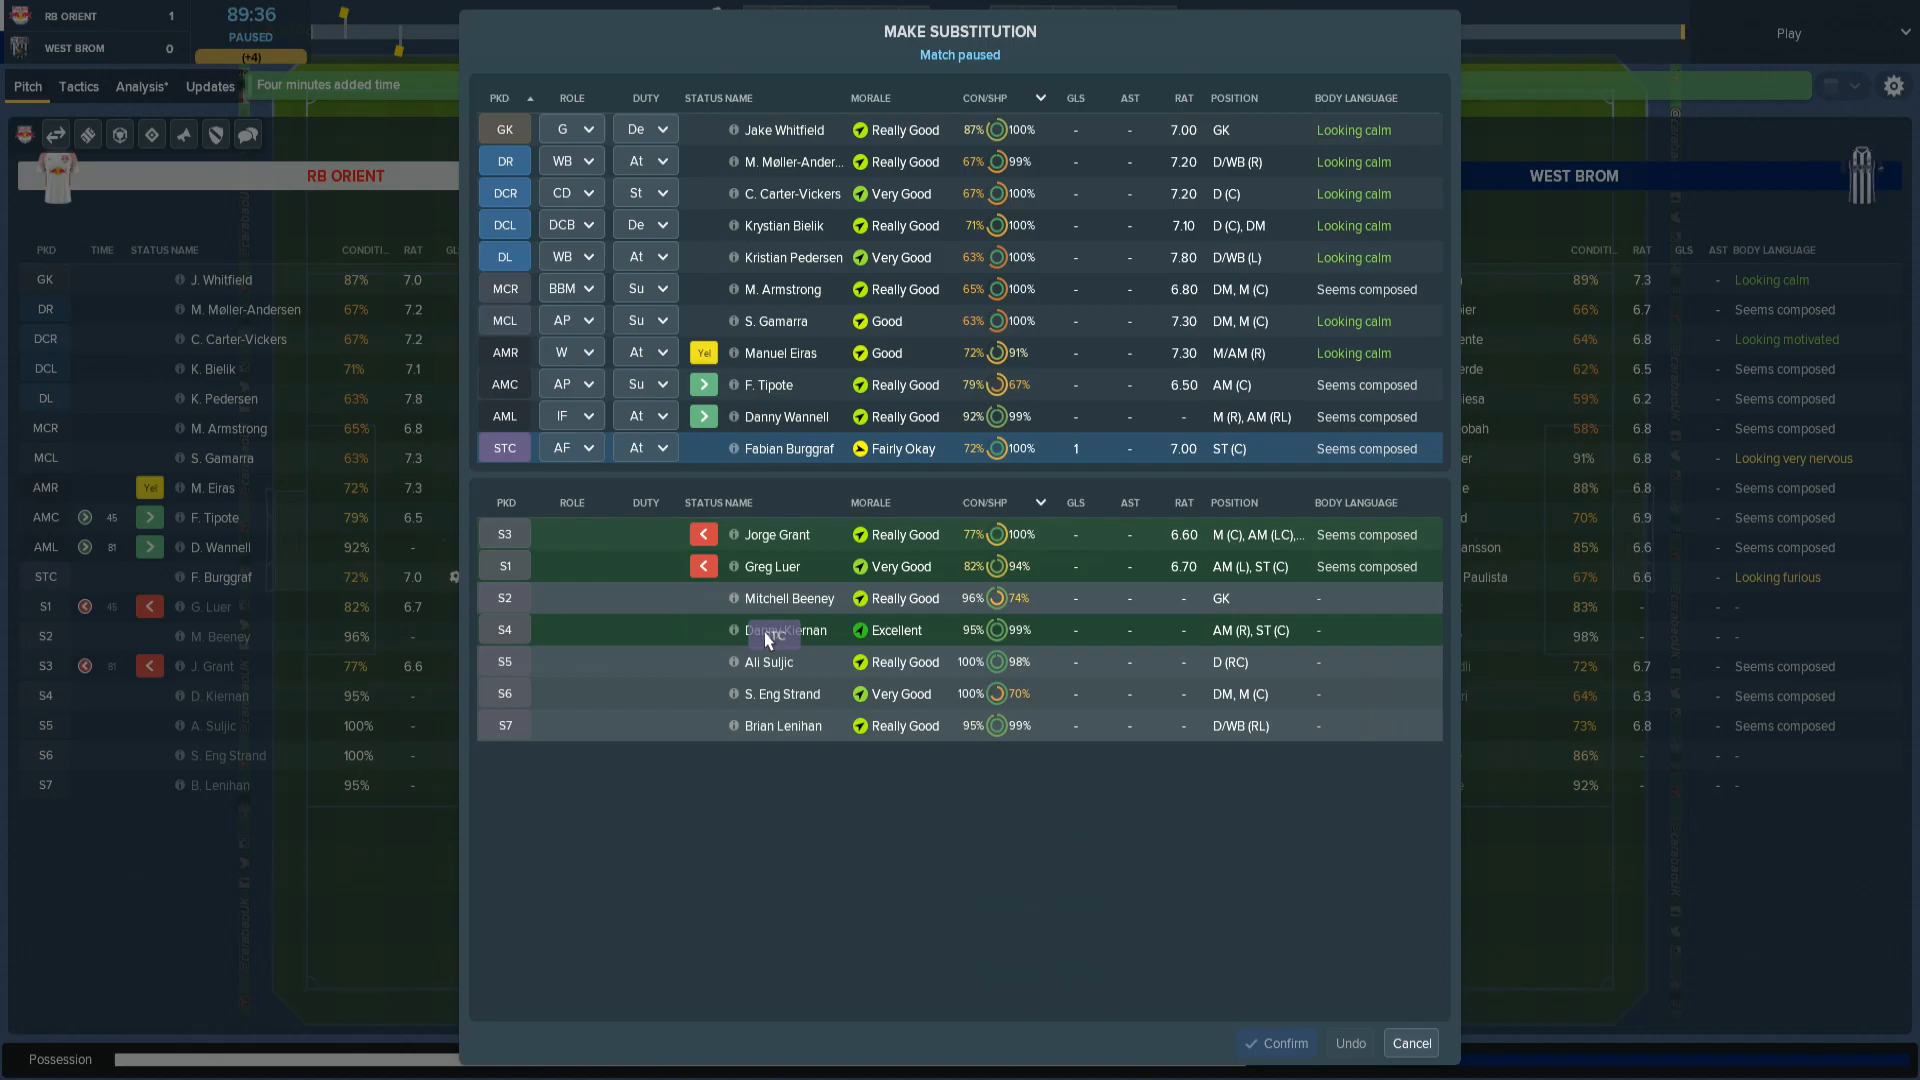 RB ORIENT 1
WEST BROM 0
89:36
PAUSED
(+4)
Play
Pitch Tactics Analysis* Updates
Four minutes added time
RB ORIENT
PKD TIME STATUS NAME CONDITI... RAT GL
GK J. Whitfield 87% 7.0
DR M. Møller-Andersen 67% 7.2
DCR C. Carter-Vickers 67% 7.2
DCL K. Bielik 71% 7.1
DL K. Pedersen 63% 7.8
MCR M. Armstrong 65% 6.8
MCL S. Gamarra 63% 7.3
AMR Yel M. Eiras 72% 7.3
AMC 45 F. Tipote 79% 6.5
AML 81 D. Wannell 92% -
STC F. Burggraf 72% 7.0
S1 45 G. Luer 82% 6.7
S2 M. Beeney 96% -
S3 81 J. Grant 77% 6.6
S4 D. Kiernan 95% -
S5 A. Suljic 100% -
S6 S. Eng Strand 100% -
S7 B. Lenihan 95% -
Possession
MAKE SUBSTITUTION
Match paused
PKD ROLE DUTY STATUS NAME MORALE CON/SHP GLS AST RAT POSITION BODY LANGUAGE
GK G De Jake Whitfield Really Good 87% 100% - - 7.00 GK Looking calm
DR WB At M. Møller-Ander... Really Good 67% 99% - - 7.20 D/WB (R) Looking calm
DCR CD St C. Carter-Vickers Very Good 67% 100% - - 7.20 D (C) Looking calm
DCL DCB De Krystian Bielik Really Good 71% 100% - - 7.10 D (C), DM Looking calm
DL WB At Kristian Pedersen Very Good 63% 100% - - 7.80 D/WB (L) Looking calm
MCR BBM Su M. Armstrong Really Good 65% 100% - - 6.80 DM, M (C) Seems composed
MCL AP Su S. Gamarra Good 63% 100% - - 7.30 DM, M (C) Looking calm
AMR W At Yel Manuel Eiras Good 72% 91% - - 7.30 M/AM (R) Looking calm
AMC AP Su F. Tipote Really Good 79% 67% - - 6.50 AM (C) Seems composed
AML IF At Danny Wannell Really Good 92% 99% - - - M (R), AM (RL) Seems composed
STC AF At Fabian Burggraf Fairly Okay 72% 100% 1 - 7.00 ST (C) Seems composed
PKD ROLE DUTY STATUS NAME MORALE CON/SHP GLS AST RAT POSITION BODY LANGUAGE
S3 Jorge Grant Really Good 77% 100% - - 6.60 M (C), AM (LC),... Seems composed
S1 Greg Luer Very Good 82% 94% - - 6.70 AM (L), ST (C) Seems composed
S2 Mitchell Beeney Really Good 96% 74% - - - GK -
S4 Danny Kiernan Excellent 95% 99% - - - AM (R), ST (C) -
S5 Ali Suljic Really Good 100% 98% - - - D (RC) -
S6 S. Eng Strand Very Good 100% 70% - - - DM, M (C) -
S7 Brian Lenihan Really Good 95% 99% - - - D/WB (RL) -
Confirm Undo Cancel
WEST BROM
CONDITI... RAT GLS AST BODY LANGUAGE
89% 7.3 - Looking calm
ier 66% 6.7 - Seems composed
ente 64% 6.8 - Looking motivated
erde 62% 6.5 - Seems composed
iesa 59% 6.2 - Seems composed
obah 58% 6.8 - Seems composed
er 91% 6.8 - Looking very nervous
e 88% 6.8 - Seems composed
d 70% 6.9 - Seems composed
ansson 85% 6.6 - Seems composed
Paulista 67% 6.6 - Looking furious
83% - - -
98% - - -
72% 6.7 - Seems composed
64% 6.3 - Seems composed
73% 6.8 - Seems composed
86% - - -
92% - - -